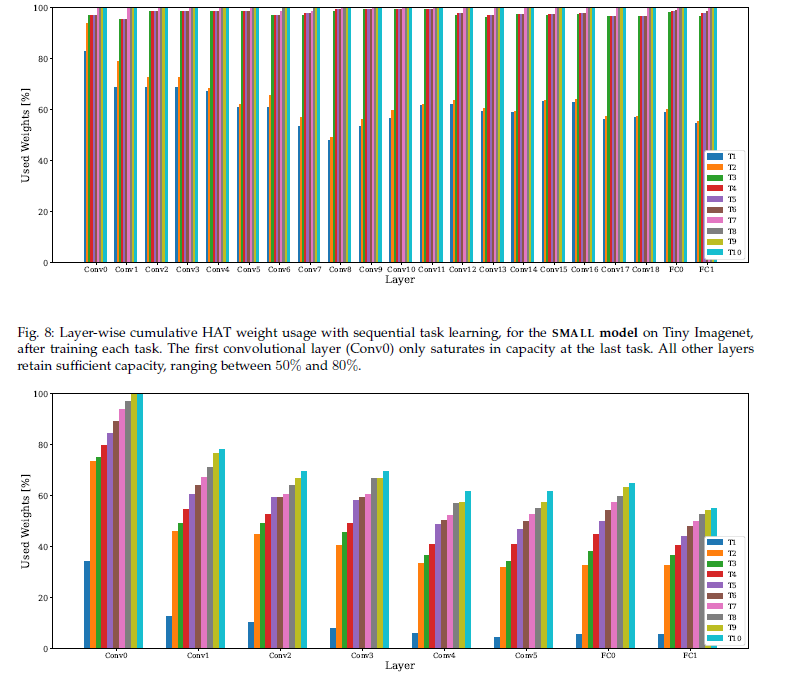 100
80
60
40
20
0
Used Weights [%]
Conv0 Conv1 Conv2 Conv3 Conv4 Conv5 Conv6 Conv7 Conv8 Conv9 Conv10 Conv11 Conv12 Conv13 Conv14 Conv15 Conv16 Conv17 Conv18 FC0 FC1
Layer
T1
T2
T3
T4
T5
T6
T7
T8
T9
T10
Fig. 8: Layer-wise cumulative HAT weight usage with sequential task learning, for the SMALL model on Tiny Imagenet,
after training each task. The first convolutional layer (Conv0) only saturates in capacity at the last task. All other layers
retain sufficient capacity, ranging between 50% and 80%.
100
80
60
40
20
0
Used Weights [%]
Conv0 Conv1 Conv2 Conv3 Conv4 Conv5 FC0 FC1
Layer
T1
T2
T3
T4
T5
T6
T7
T8
T9
T10